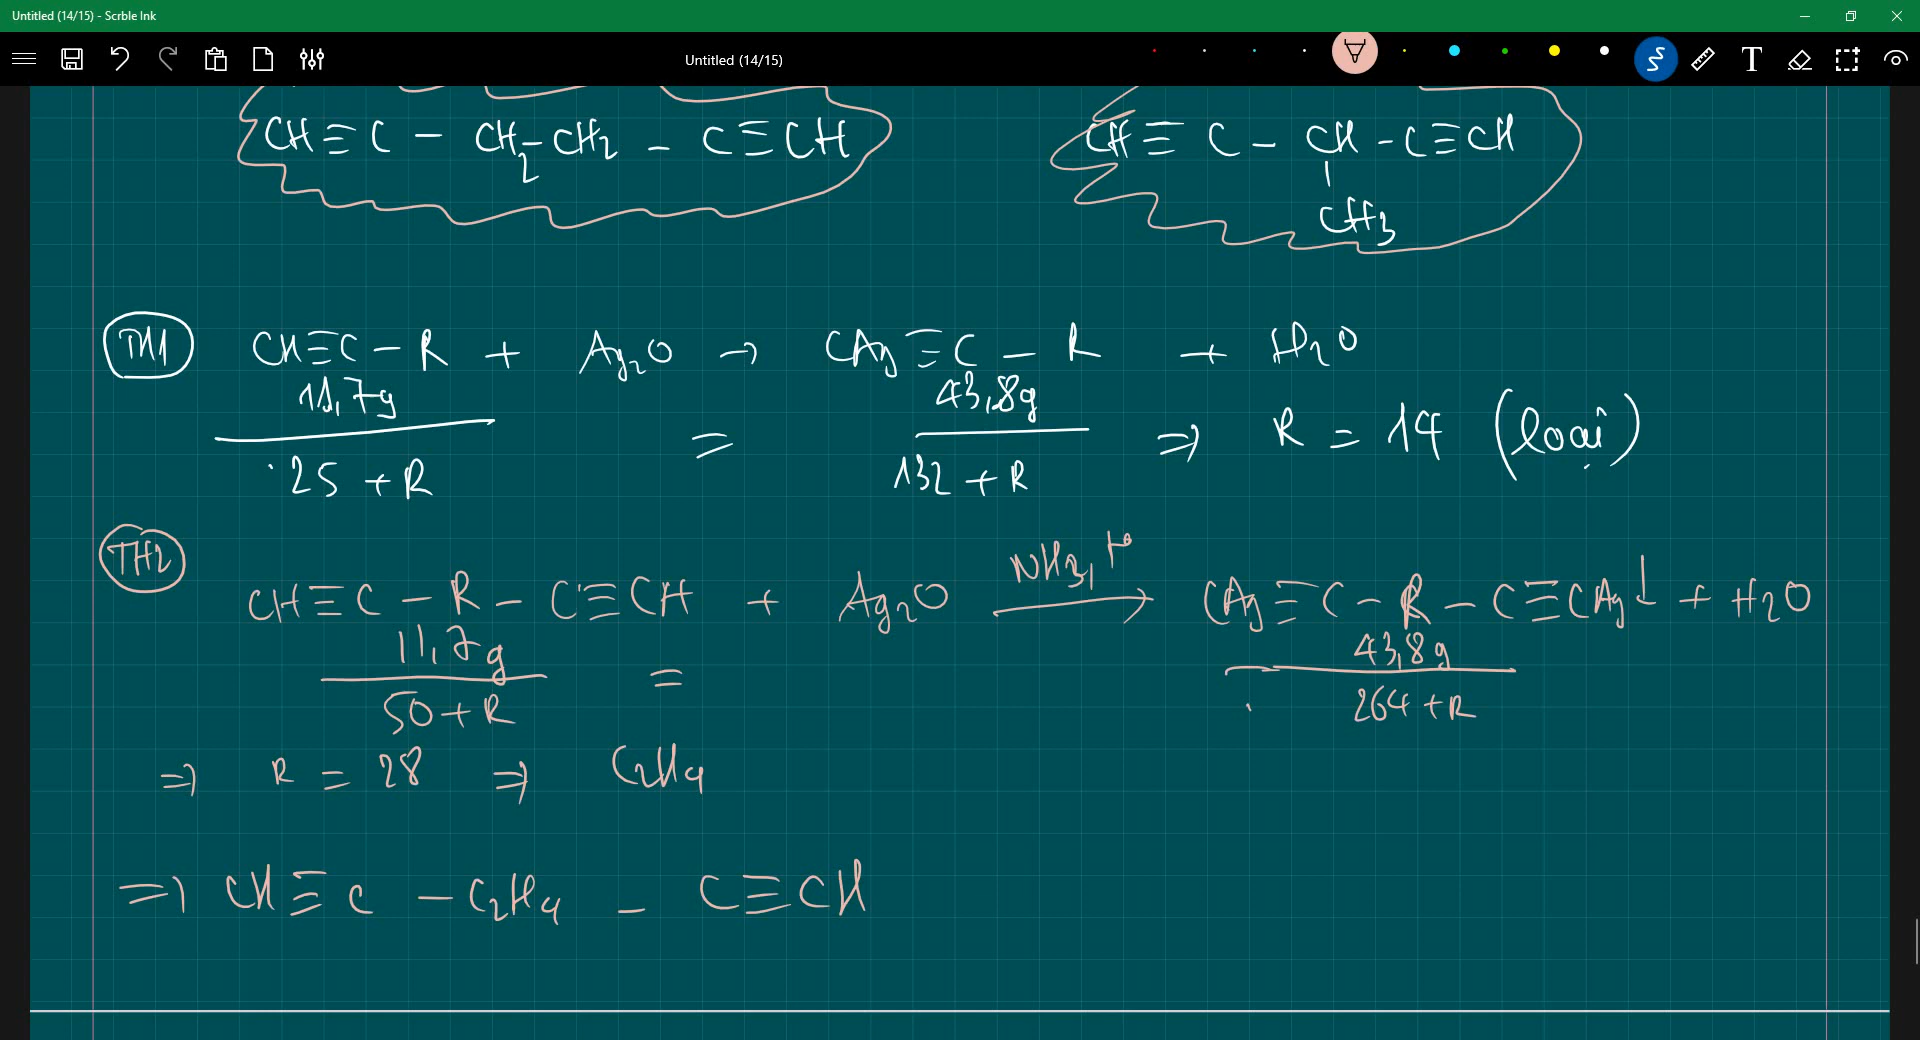 Untitled (14/15) - Scrble Ink
Untitled (14/15)
T
CH≡C - CH2-CH2 - C≡CH
CH≡C - CH - C≡CH
CH3
TH1 CH≡C-R + Ag2O → CAg≡C-R + H2O
11,7g / 25 + R = 43,8g / 132 + R ⇒ R = 14 (loại)
TH2
CH≡C-R-C≡CH + Ag2O NH3, t° → CAg≡C-R-C≡CAg↓ + H2O
11,7g / 50 + R = 43,8g / 264 + R
⇒ R = 28 ⇒ C2H4
⇒ CH≡C - C2H4 - C≡CH